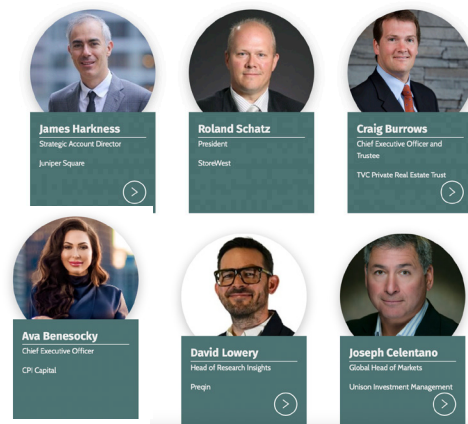 James Harkness
Strategic Account Director
Juniper Square
Roland Schatz
President
StoreWest
Craig Burrows
Chief Executive Officer and
Trustee
TVC Private Real Estate Trust
Ava Benesocky
Chief Executive Officer
CPI Capital
David Lowery
Head of Research Insights
Preqin
Joseph Celentano
Global Head of Markets
Unison Investment Management